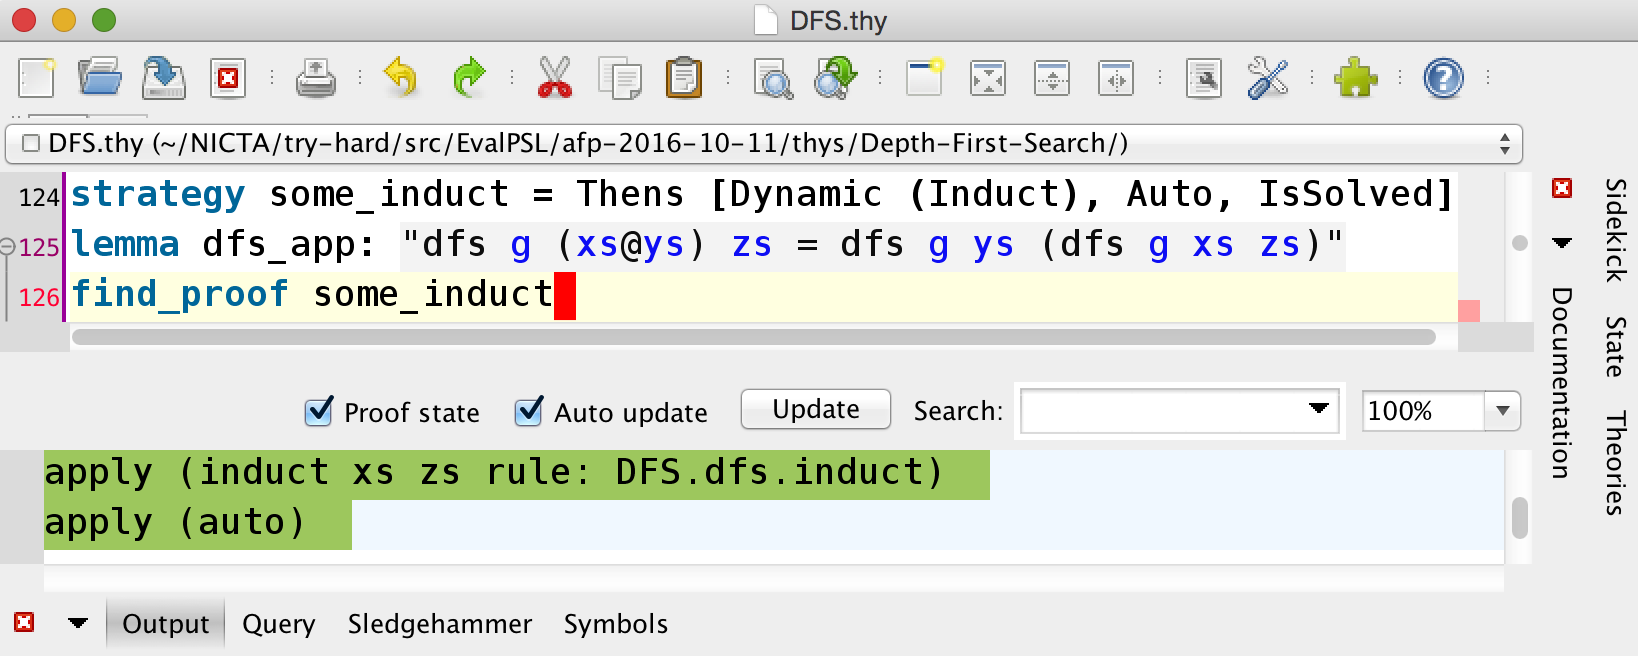 DFS.thy
DFS.thy (~/NICTA/try-hard/src/EvalPSL/afp-2016-10-11/thys/Depth-First-Search/)
124 strategy some_induct = Thens [Dynamic (Induct), Auto, IsSolved]
125 lemma dfs_app: "dfs g (xs@ys) zs = dfs g ys (dfs g xs zs)"
126 find_proof some_induct
Proof state Auto update Update Search: 100%
apply (induct xs zs rule: DFS.dfs.induct)
apply (auto)
Output Query Sledgehammer Symbols
Documentation
Sidekick State Theories